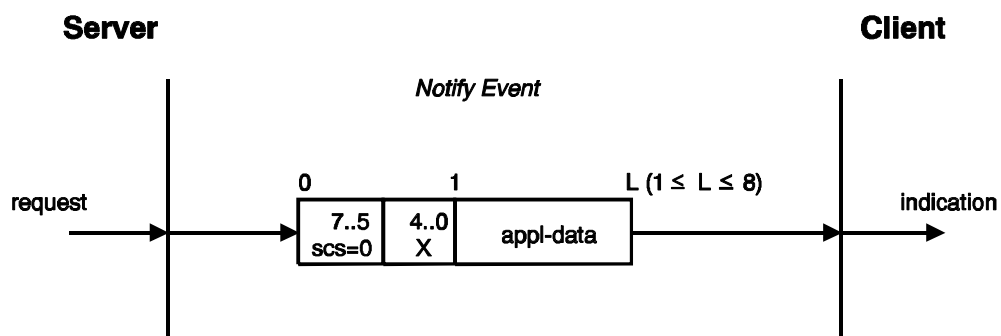 Server Client
Notify Event
0 1 L (1 ≤ L ≤ 8)
request indication
7..5 4..0
appl-data
scs=0 X